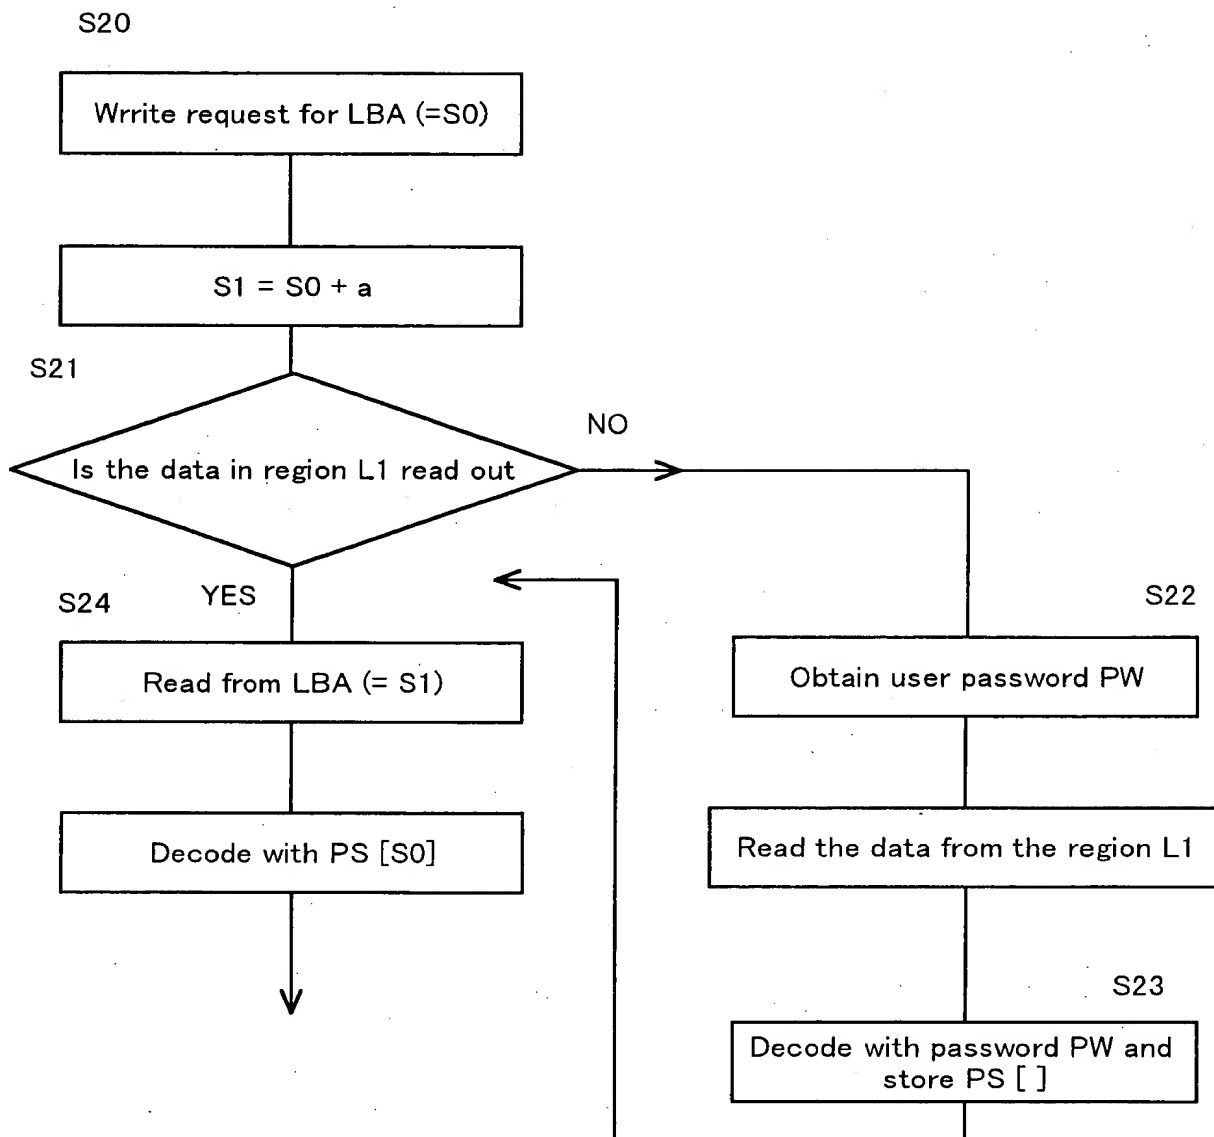 S20
Wrrite request for LBA (=S0)
S1 = S0 + a
S21
Is the data in region L1 read out
NO
YES
S24
Read from LBA (= S1)
Decode with PS [S0]
S22
Obtain user password PW
Read the data from the region L1
S23
Decode with password PW and
store PS [ ]